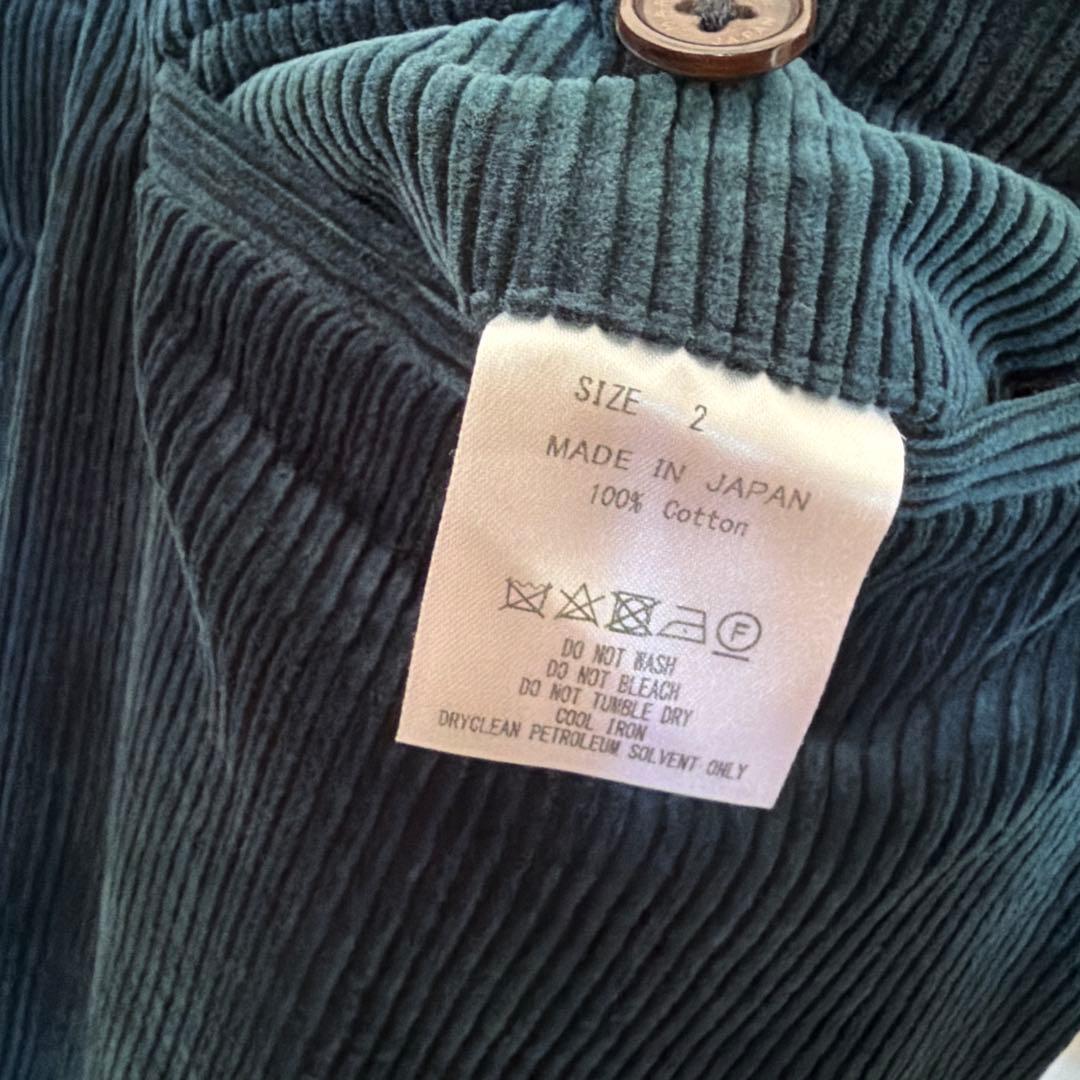 JAPAN
SIZE 2
MADE IN JAPAN
100% Cotton
F
DO NOT WASH
DO NOT BLEACH
DO NOT TUMBLE DRY
COOL IRON
DRYCLEAN PETROLEUM SOLVENT ONLY